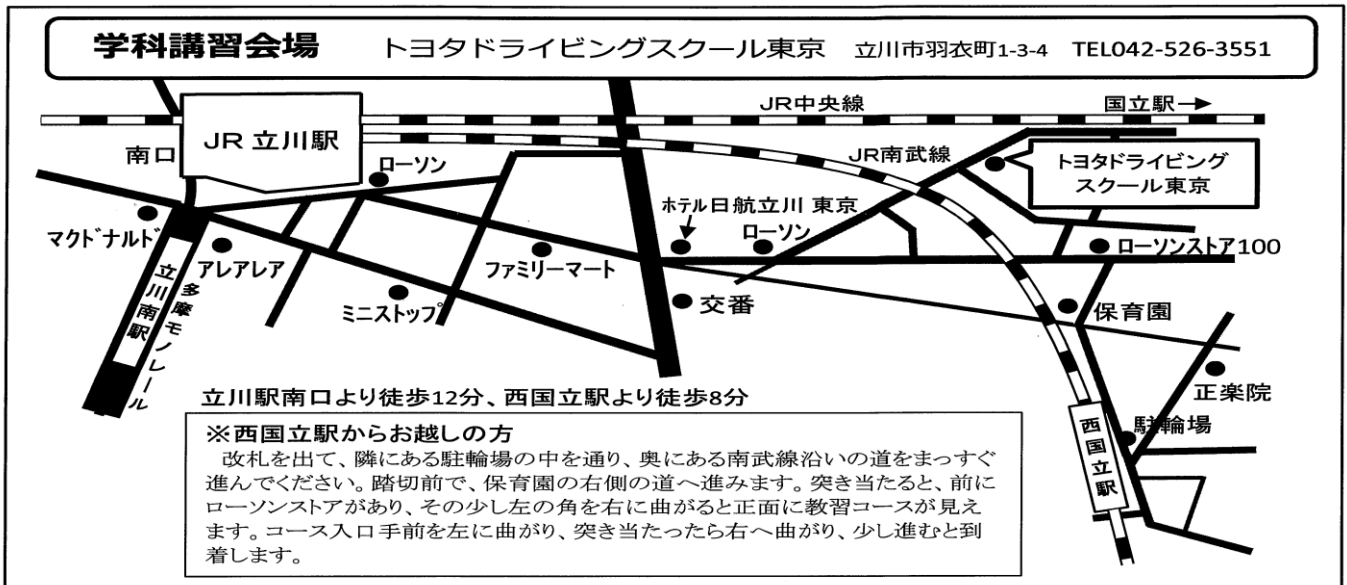 学科講習会場 トヨタドライビングスクール東京 立川市羽衣町1-3-4 TEL042-526-3551
JR中央線
国立駅→
JR 立川駅
南口
ローソン
JR南武線
トヨタドライビング
スクール東京
ホテル日航立川 東京
ローソン
マクドナルド
アレアレア
ファミリーマート
ローソンストア100
立川南駅
多摩モノレール
ミニストップ
交番
保育園
正楽院
駐輪場
西国立駅
立川駅南口より徒歩12分、西国立駅より徒歩8分
※西国立駅からお越しの方
改札を出て、隣にある駐輪場の中を通り、奥にある南武線沿いの道をまっすぐ
進んでください。踏切前で、保育園の右側の道へ進みます。突き当たると、前に
ローソンストアがあり、その少し左の角を右に曲がると正面に教習コースが見え
ます。コース入口手前を左に曲がり、突き当たったら右へ曲がり、少し進むと到
着します。